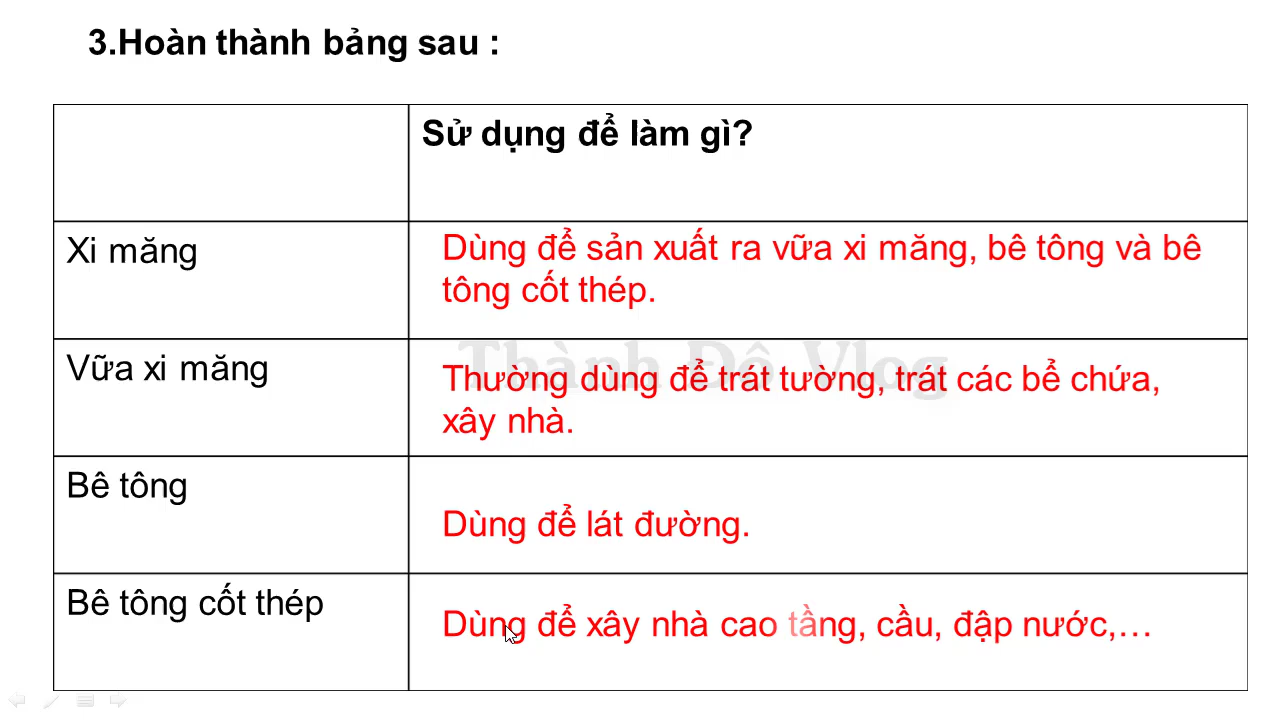 3.Hoàn thành bảng sau :
Sử dụng để làm gì?
Xi măng
Dùng để sản xuất ra vữa xi măng, bê tông và bê
tông cốt thép.
Vữa xi măng
Thành Đô Vlog
Thường dùng để trát tường, trát các bể chứa,
xây nhà.
Bê tông
Dùng để lát đường.
Bê tông cốt thép
Dùng để xây nhà cao tầng, cầu, đập nước,...